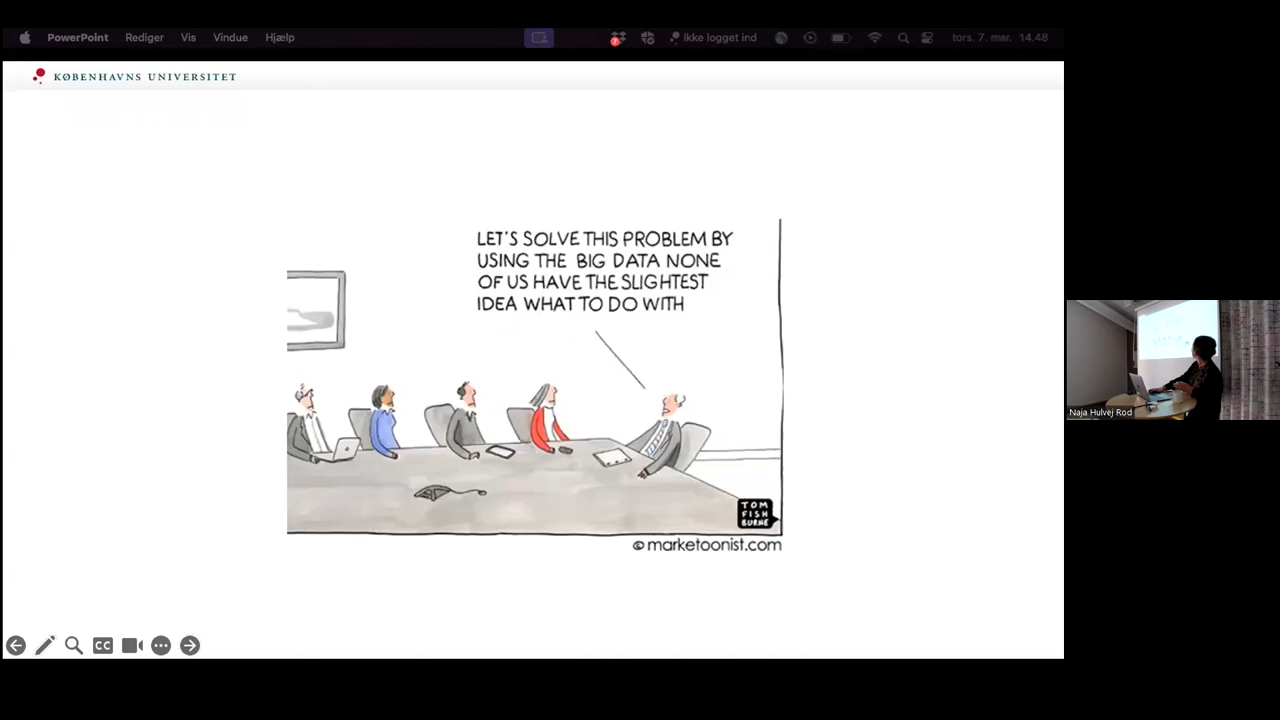 PowerPoint Rediger Vis Vindue Hjælp
7
Ikke logget ind
tors. 7. mar. 14.48
KØBENHAVNS UNIVERSITET
LET'S SOLVE THIS PROBLEM BY
USING THE BIG DATA NONE
OF US HAVE THE SLIGHTEST
IDEA WHAT TO DO WITH
TOM
FISH
BURNE
© marketoonist.com
CC
Naja Hulvej Rod